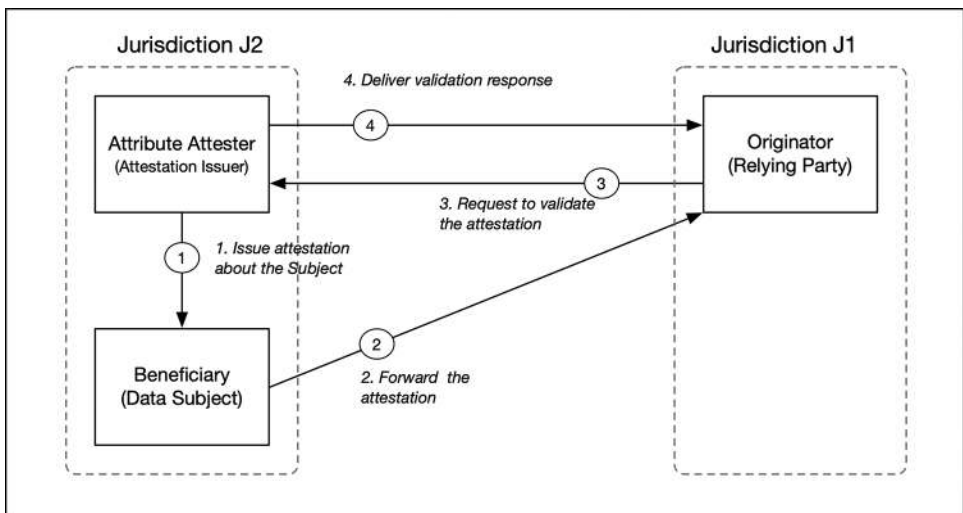 Jurisdiction J2
Jurisdiction J1
4. Deliver validation response
4
Attribute Attester
(Attestation Issuer)
Originator
(Relying Party)
3
3. Request to validate
the attestation
1
1. Issue attestation
about the Subject
2
Beneficiary
(Data Subject)
2. Forward the
attestation